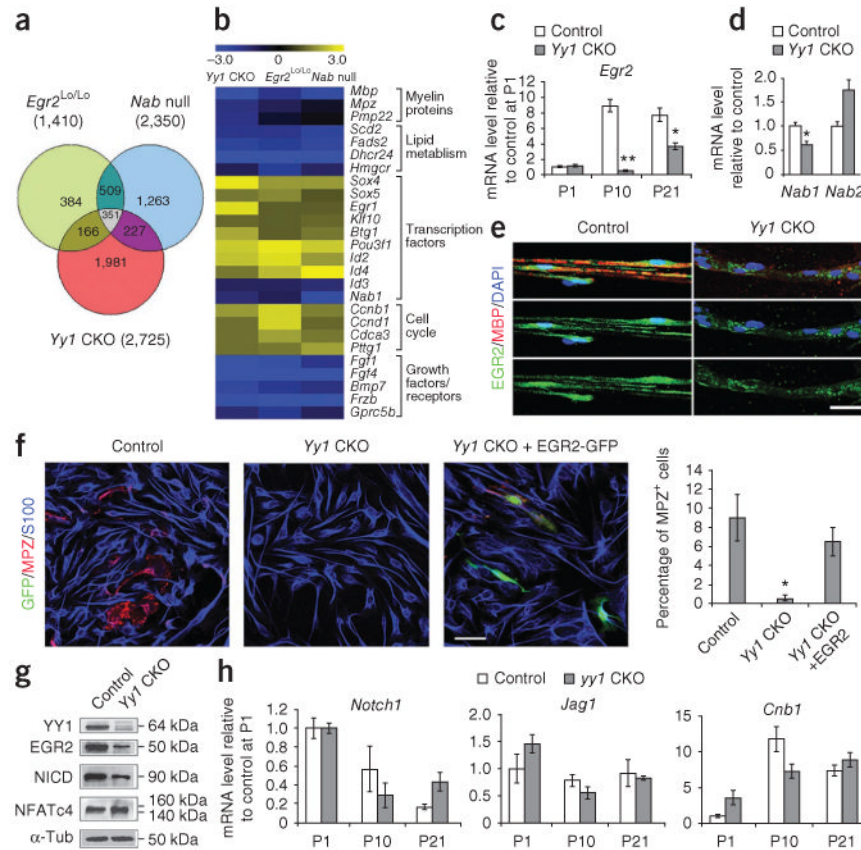 a
Egr2Lo/Lo
(1,410)
Nab null
(2,350)
384
509
1,263
351
166
227
1,981
Yy1 CKO (2,725)
b
−3.0 0.0 3.0
Yy1 CKO Egr2Lo/Lo Nab null
Mbp
Mpz
Pmp22
Myelin
proteins
Scd2
Fads2
Dhcr24
Hmgcr
Lipid
metablism
Sox4
Sox5
Egr1
Klf10
Btg1
Pou3f1
Id2
Id4
Id3
Nab1
Transcription
factors
Ccnb1
Ccnd1
Cdca3
Pttg1
Cell
cycle
Fgf1
Fgf4
Bmp7
Frzb
Gprc5b
Growth
factors/
receptors
c
Control
Yy1 CKO
Egr2
mRNA level relative
to control at P1
10
8
6
4
2
0
**
*
P1 P10 P21
d
Control
Yy1 CKO
mRNA level
relative to control
2.0
1.5
1.0
0.5
0
*
Nab1 Nab2
e
Control Yy1 CKO
EGR2/MBP/DAPI
f
Control Yy1 CKO Yy1 CKO + EGR2-GFP
GFP/MPZ/S100
Percentage of MPZ+ cells
14
12
10
8
6
4
2
0
*
Control
Yy1 CKO
Yy1 CKO
+EGR2
g
Control
Yy1 CKO
YY1 64 kDa
EGR2 50 kDa
NICD 90 kDa
NFATc4 160 kDa
140 kDa
α-Tub 50 kDa
h
Control yy1 CKO
mRNA level relative
to control at P1
Notch1
1.2
1.0
0.8
0.6
0.4
0.2
0
P1 P10 P21
Jag1
2.0
1.5
1.0
0.5
0
P1 P10 P21
Cnb1
15
10
5
0
P1 P10 P21